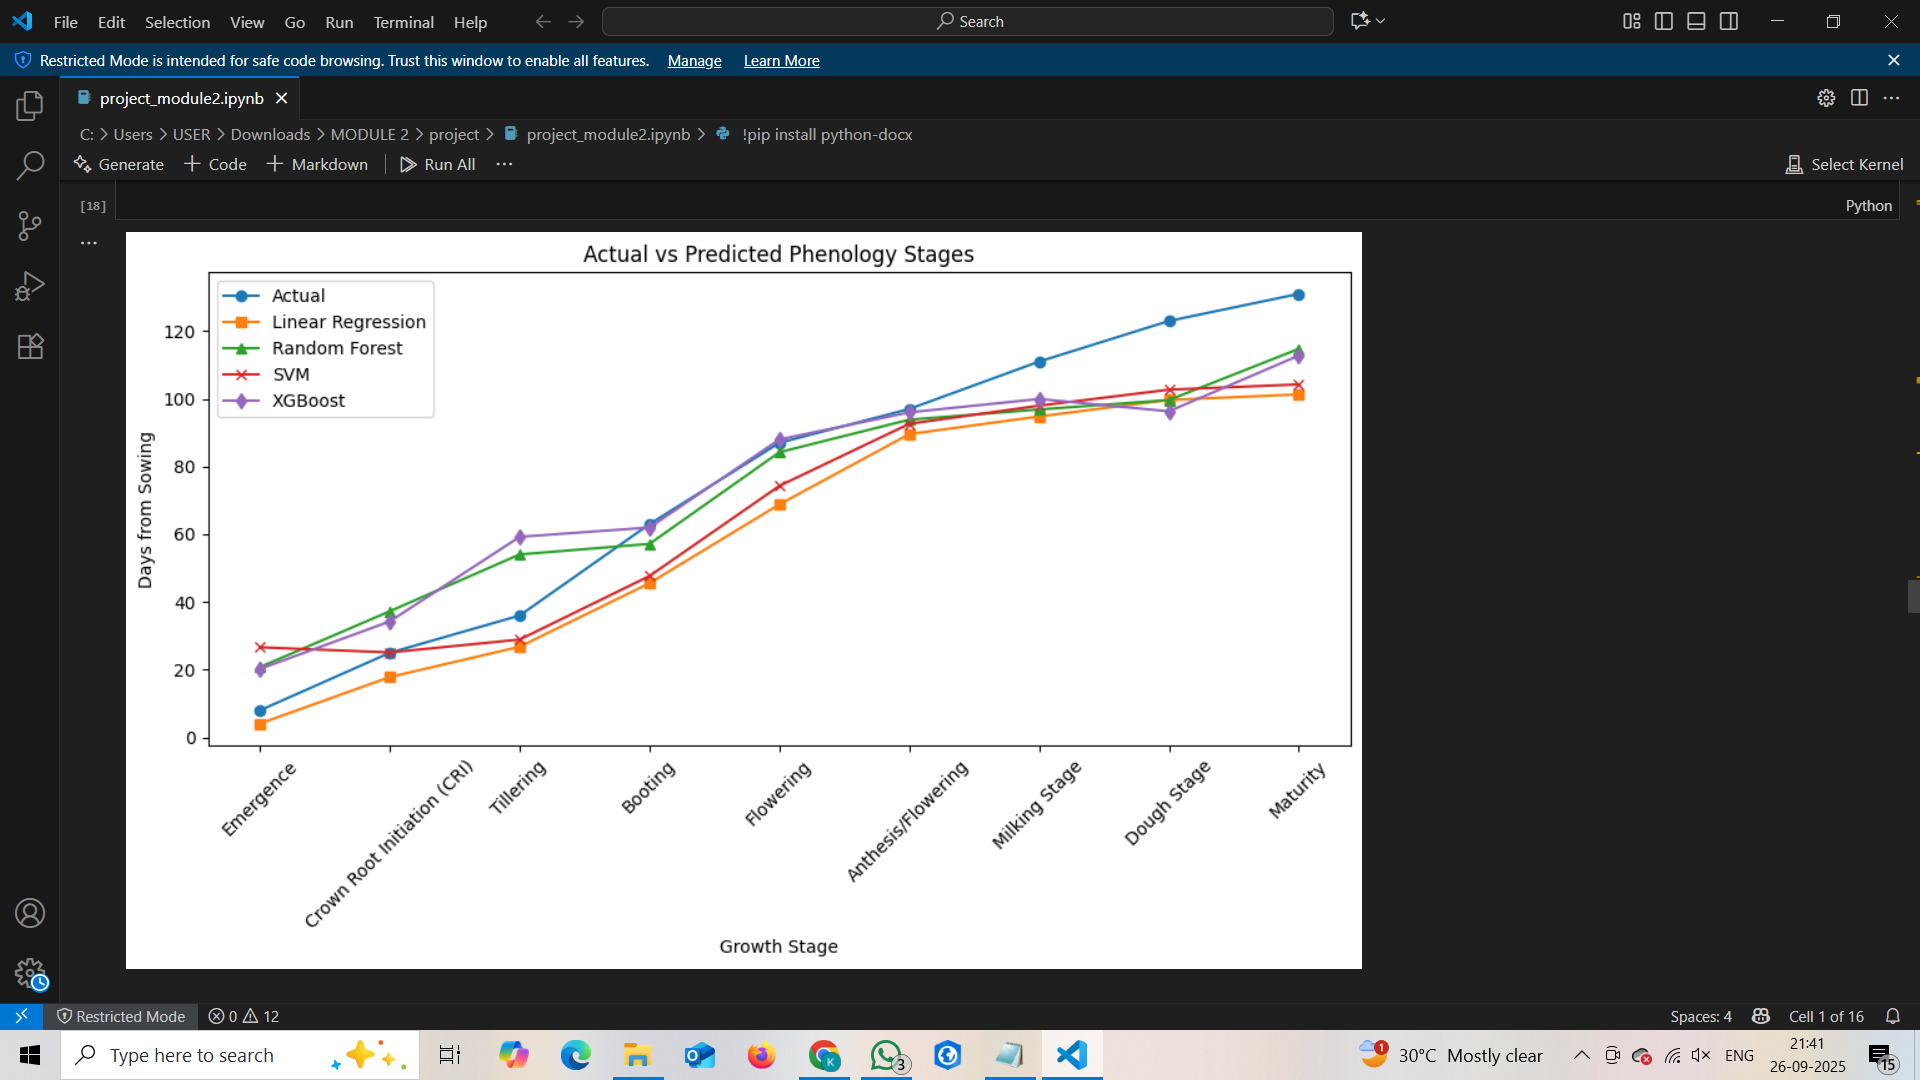 File Edit Selection View Go Run Terminal Help
Search
Restricted Mode is intended for safe code browsing. Trust this window to enable all features. Manage Learn More
project_module2.ipynb
C: > Users > USER > Downloads > MODULE 2 > project > project_module2.ipynb > !pip install python-docx
Generate + Code + Markdown Run All ...
Select Kernel
[18]
Python
...
Actual vs Predicted Phenology Stages
Actual
Linear Regression
Random Forest
SVM
XGBoost
120
100
80
60
40
20
0
Days from Sowing
Emergence
Crown Root Initiation (CRI)
Tillering
Booting
Flowering
Anthesis/Flowering
Milking Stage
Dough Stage
Maturity
Growth Stage
Restricted Mode 0 12
Spaces: 4 Cell 1 of 16
Type here to search
3
1
30°C Mostly clear
ENG
21:41
26-09-2025
15